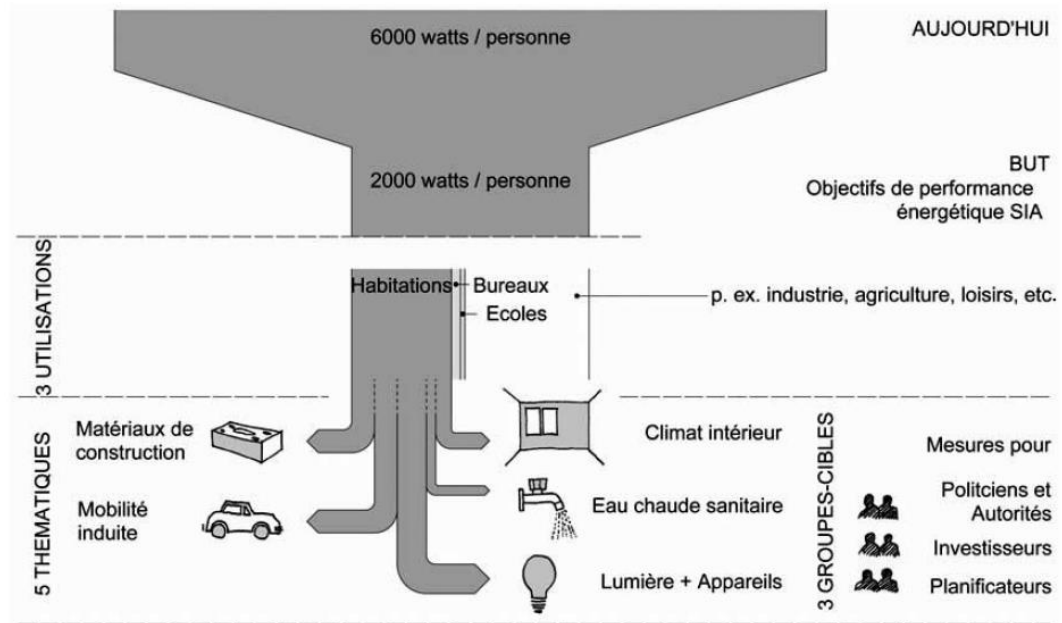 6000 watts / personne
AUJOURD'HUI
2000 watts / personne
BUT
Objectifs de performance
énergétique SIA
3 UTILISATIONS
Habitations
Bureaux
Ecoles
p. ex. industrie, agriculture, loisirs, etc.
5 THEMATIQUES
Matériaux de
construction
Mobilité
induite
Climat intérieur
Eau chaude sanitaire
Lumière + Appareils
3 GROUPES-CIBLES
Mesures pour
Politciens et
Autorités
Investisseurs
Planificateurs